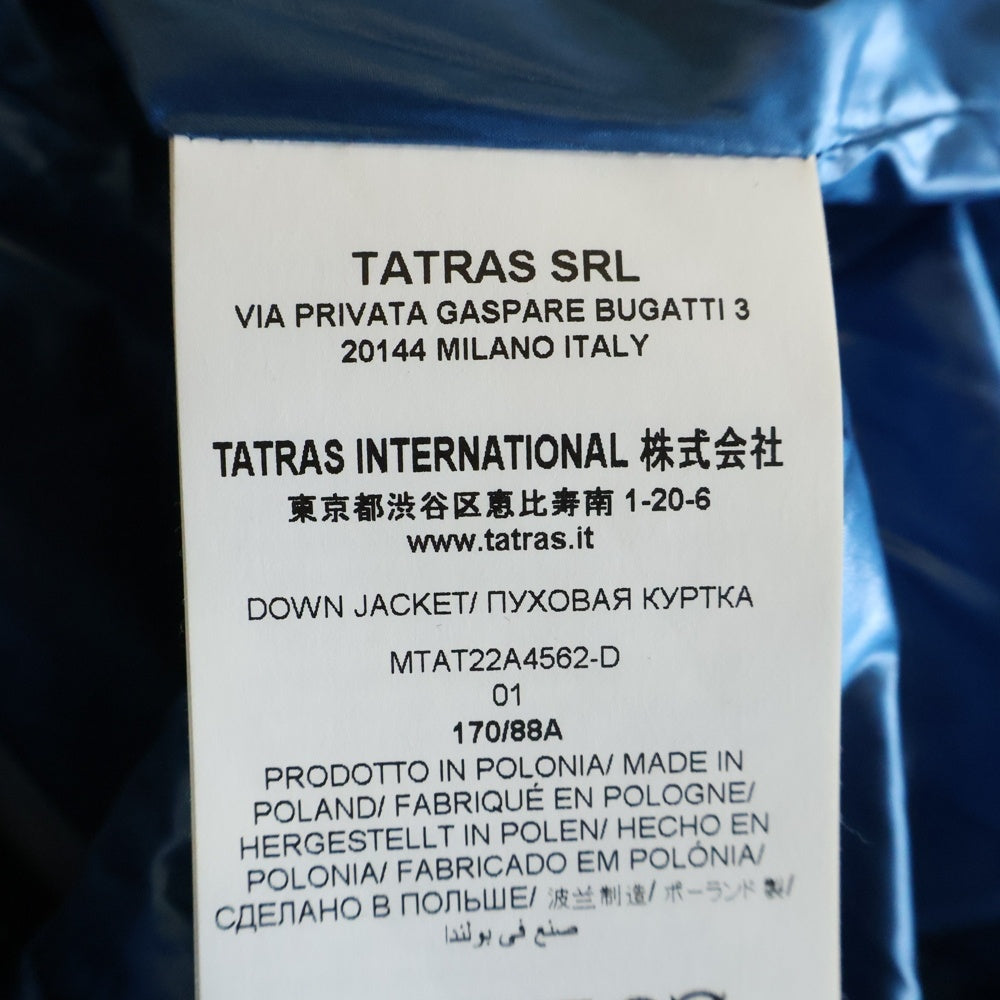 TATRAS SRL
VIA PRIVATA GASPARE BUGATTI 3
20144 MILANO ITALY
TATRAS INTERNATIONAL 株式会社
東京都渋谷区恵比寿南 1-20-6
www.tatras.it
DOWN JACKET/ ПУХОВАЯ КУРТКА
MTAT22A4562-D
01
170/88A
PRODOTTO IN POLONIA/ MADE IN
POLAND/ FABRIQUÉ EN POLOGNE/
HERGESTELLT IN POLEN/ HECHO EN
POLONIA/ FABRICADO EM POLÓNIA/
СДЕЛАНО В ПОЛЬШЕ/ 波兰制造/ ポーランド 製/
صنع في بولندا